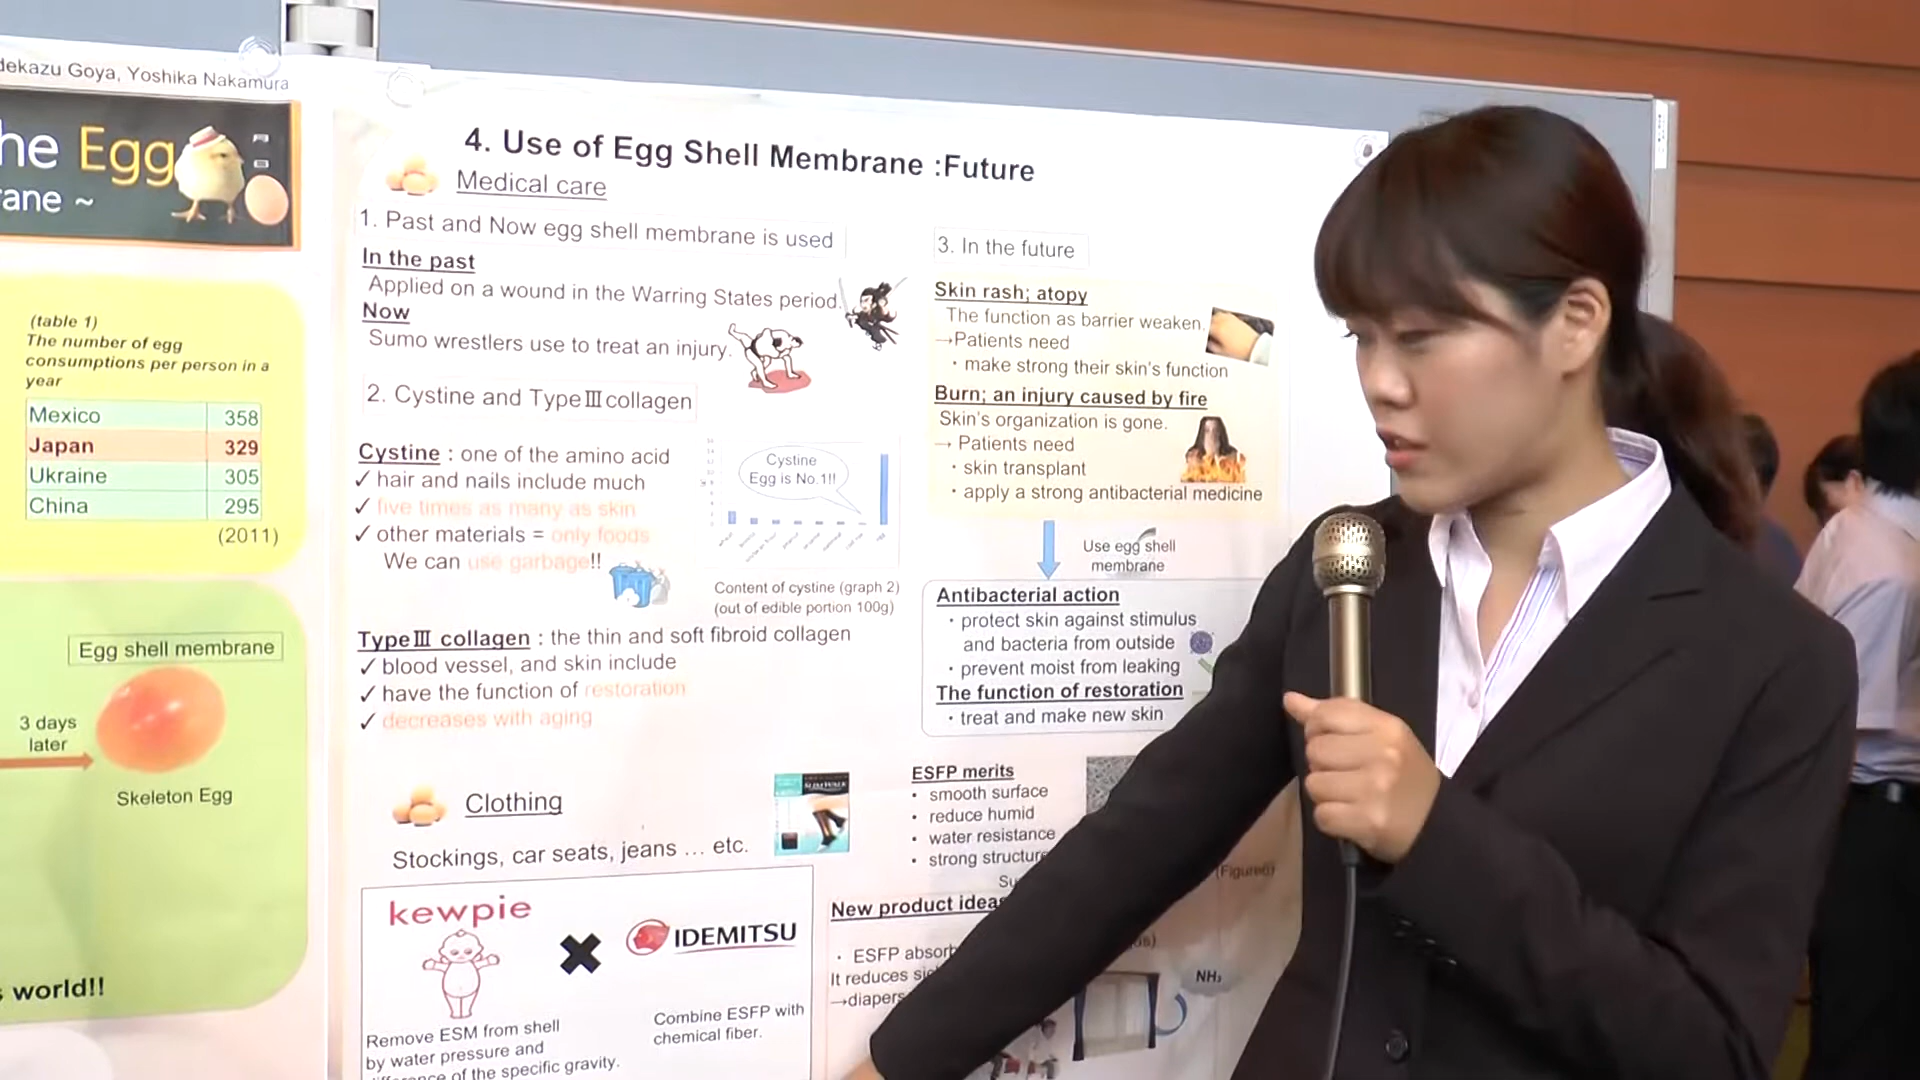 dekazu Goya, Yoshika Nakamura
he Egg
ane ~
(table 1)
The number of egg
consumptions per person in a
year
Mexico 358
Japan 329
Ukraine 305
China 295
(2011)
Egg shell membrane
3 days
later
Skeleton Egg
world!!
4. Use of Egg Shell Membrane :Future
Medical care
1. Past and Now egg shell membrane is used
In the past
Applied on a wound in the Warring States period.
Now
Sumo wrestlers use to treat an injury.
2. Cystine and TypeⅢ collagen
Cystine : one of the amino acid
✓ hair and nails include much
✓ five times as many as skin
✓ other materials = only foods
We can use garbage!!
Cystine
Egg is No.1!!
Content of cystine (graph 2)
(out of edible portion 100g)
TypeⅢ collagen : the thin and soft fibroid collagen
✓ blood vessel, and skin include
✓ have the function of restoration
✓ decreases with aging
Clothing
Stockings, car seats, jeans … etc.
kewpie
IDEMITSU
Remove ESM from shell
by water pressure and
of the specific gravity.
Combine ESFP with
chemical fiber.
3. In the future
Skin rash; atopy
The function as barrier weaken.
→Patients need
・make strong their skin's function
Burn; an injury caused by fire
Skin's organization is gone.
→ Patients need
・skin transplant
・apply a strong antibacterial medicine
Use egg shell
membrane
Antibacterial action
・protect skin against stimulus
and bacteria from outside
・prevent moist from leaking
The function of restoration
・treat and make new skin
ESFP merits
• smooth surface
• reduce humid
• water resistance
• strong structure
New product ideas
・ESFP absorb
It reduces
→diapers
NH₃